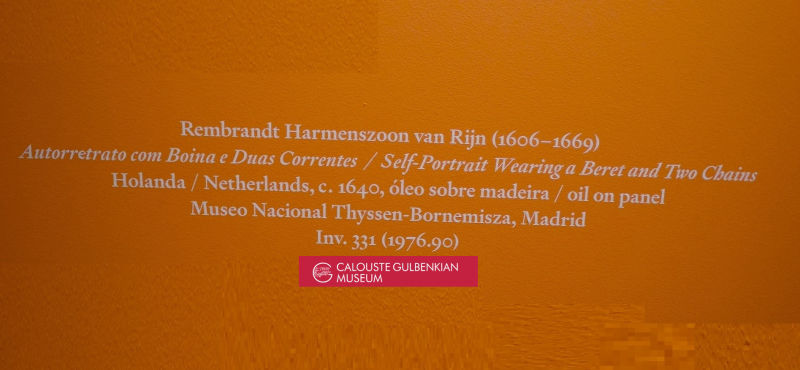 Rembrandt Harmenszoon van Rijn (1606–1669)
Autorretrato com Boina e Duas Correntes / Self-Portrait Wearing a Beret and Two Chains
Holanda / Netherlands, c. 1640, óleo sobre madeira / oil on panel
Museo Nacional Thyssen-Bornemisza, Madrid
Inv. 331 (1976.90)
CALOUSTE GULBENKIAN
MUSEUM